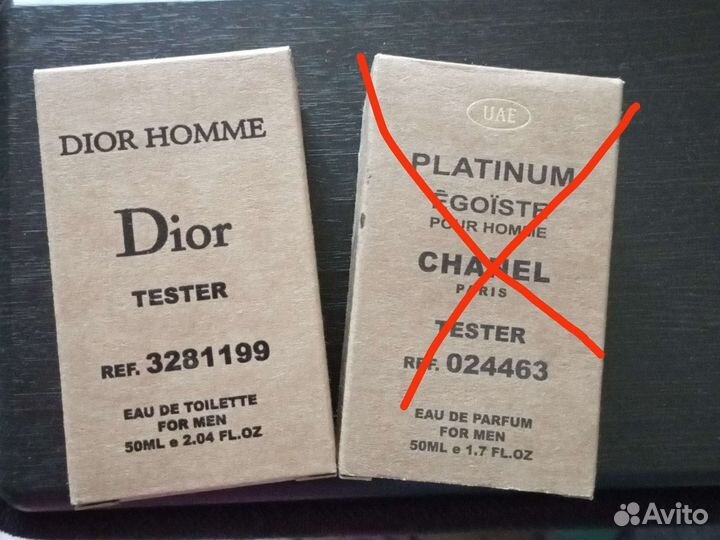 DIOR HOMME
Dior
TESTER
REF. 3281199
EAU DE TOILETTE
FOR MEN
50ML e 2.04 FL.OZ
UAE
PLATINUM
ÊGOÏSTE
POUR HOMME
CHANEL
PARIS
TESTER
REF. 024463
EAU DE PARFUM
FOR MEN
50ML e 1.7 FL.OZ
Avito